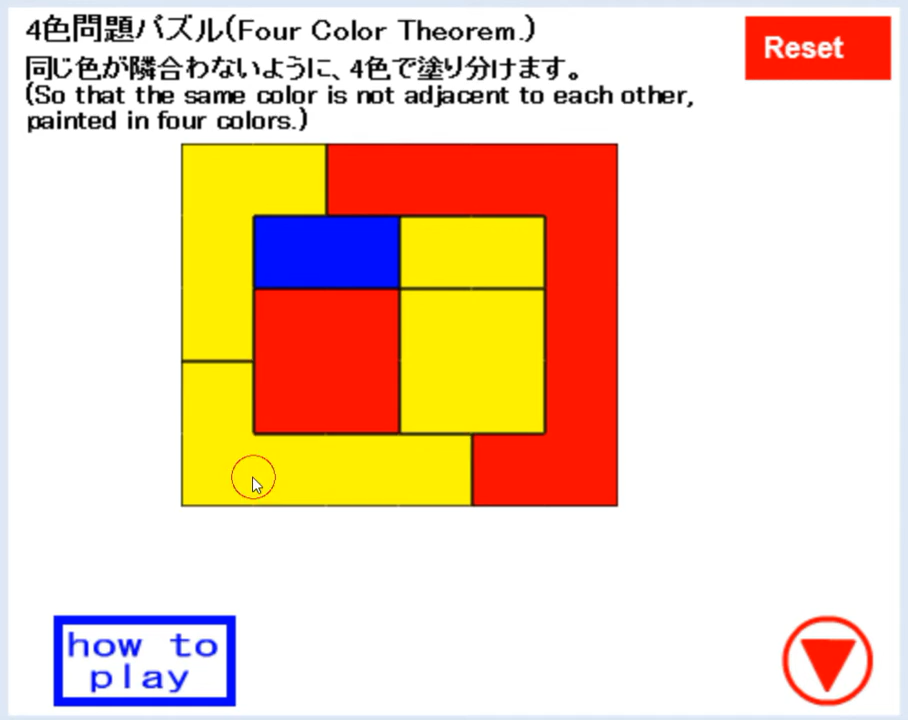 4色問題パズル(Four Color Theorem.)
同じ色が隣合わないように、4色で塗り分けます。
(So that the same color is not adjacent to each other,
painted in four colors.)
Reset
how to
play